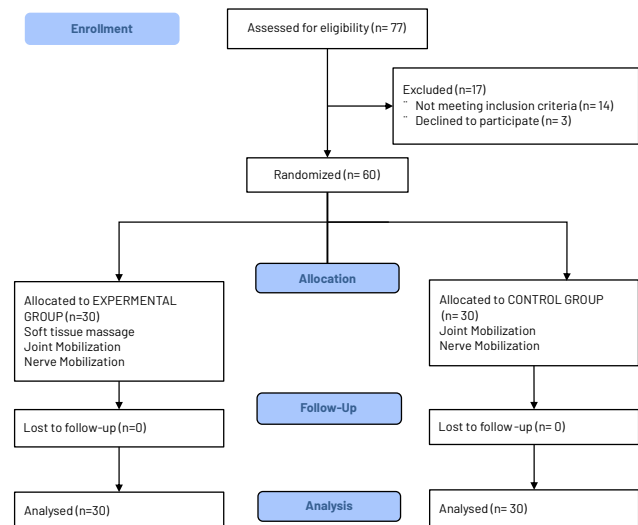 Enrollment
Assessed for eligibility (n= 77)
Excluded (n=17)
¨ Not meeting inclusion criteria (n= 14)
¨ Declined to participate (n= 3)
Randomized (n= 60)
Allocation
Allocated to EXPERMENTAL
GROUP (n=30)
Soft tissue massage
Joint Mobilization
Nerve Mobilization
Allocated to CONTROL GROUP
(n= 30)
Joint Mobilization
Nerve Mobilization
Follow-Up
Lost to follow-up (n=0)
Lost to follow-up (n= 0)
Analysis
Analysed (n=30)
Analysed (n= 30)